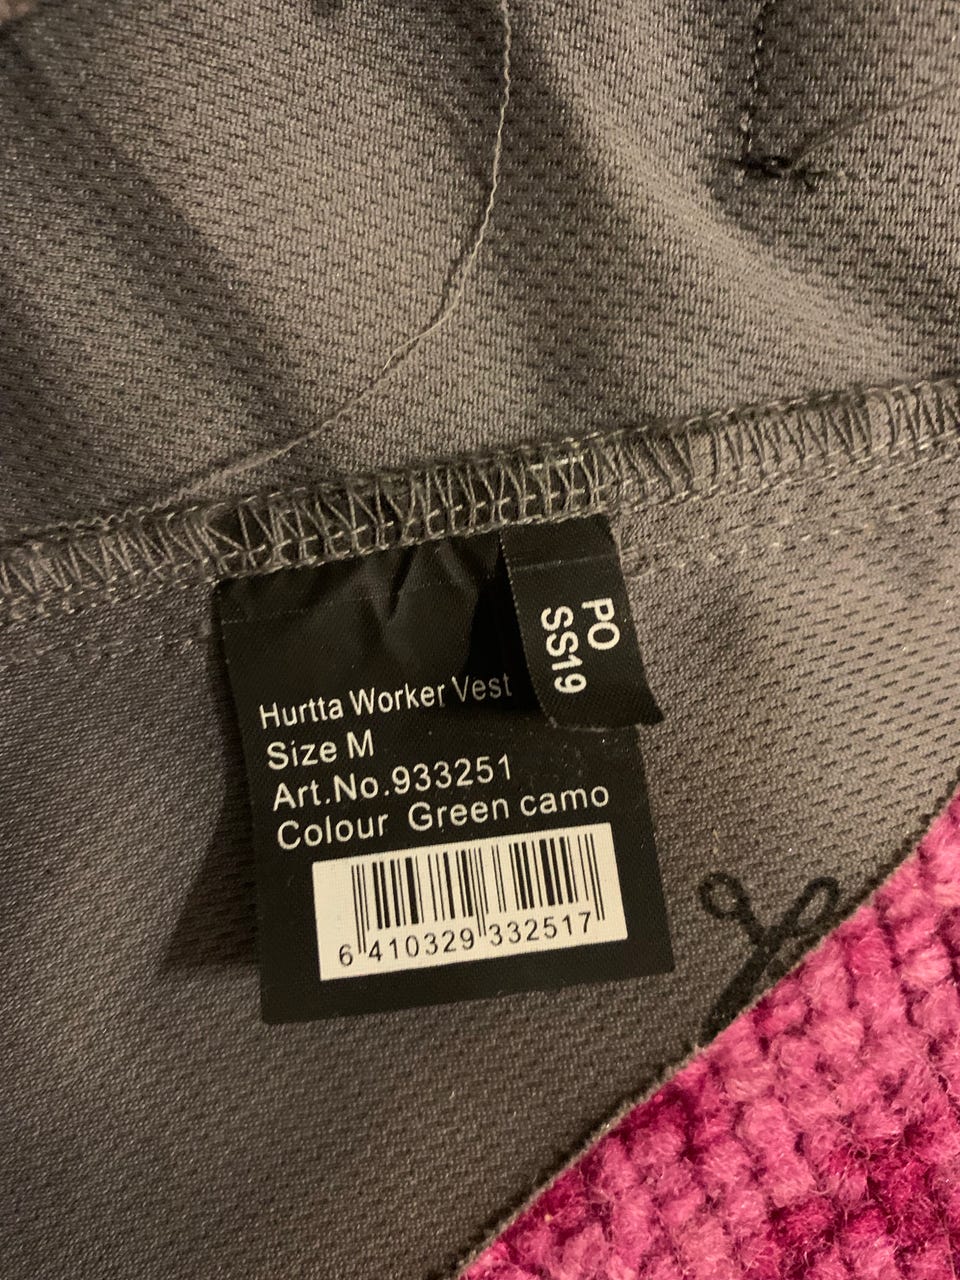 PO
SS19
Hurtta Worker Vest
Size M
Art.No.933251
Colour Green camo
6 410329 332517